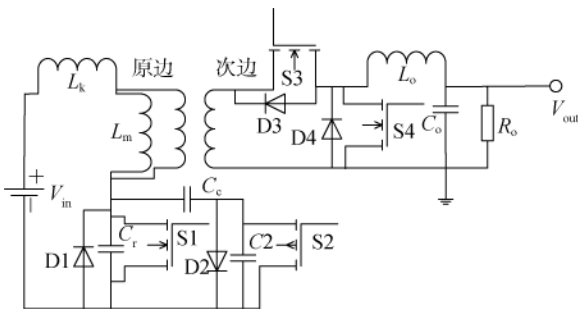 原边
次边
S3
Lk
Lo
D3
Lm
D4
S4
Co
Ro
Vout
+
Vin
Cc
D1
Cr
S1
D2
C2
S2